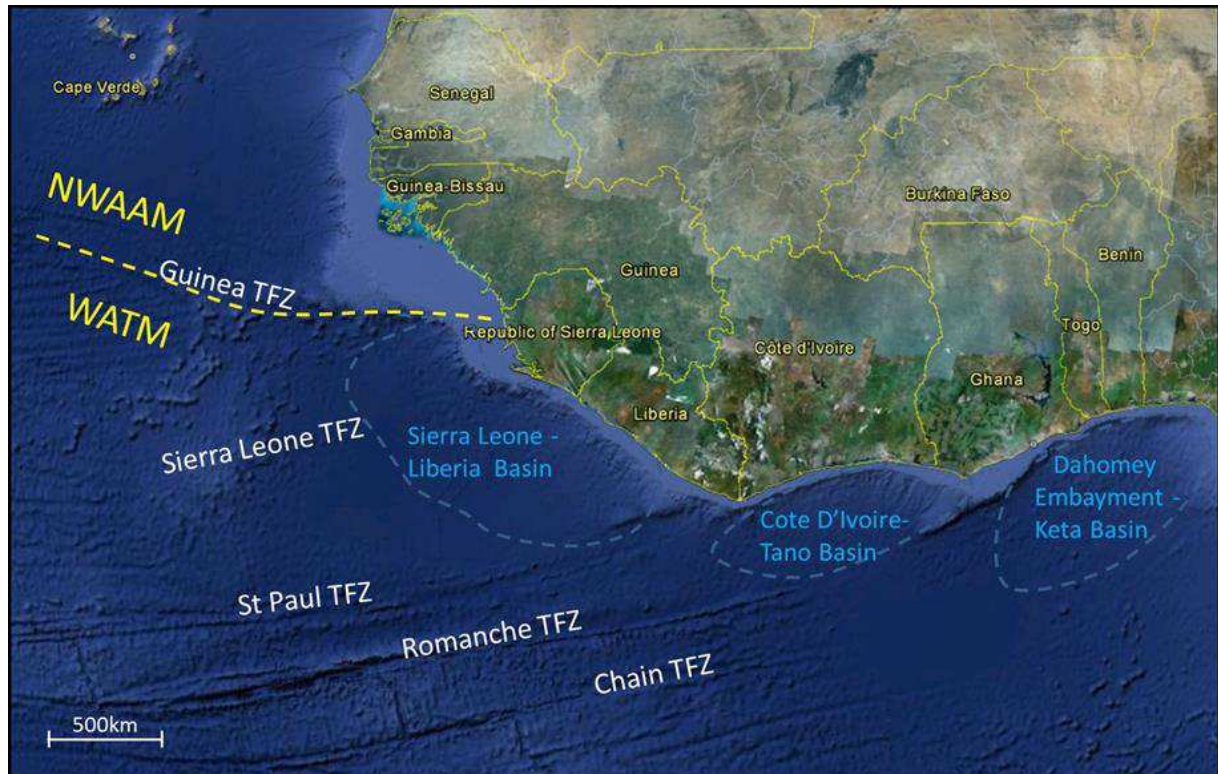 Cape Verde
Senegal
Gambia
Guinea-Bissau
Burkina Faso
NWAAM
Benin
Guinea TFZ
Guinea
WATM
Republic of Sierra Leone
Togo
Côte d'Ivoire
Ghana
Liberia
Sierra Leone TFZ
Sierra Leone -
Liberia Basin
Dahomey
Embayment -
Keta Basin
Cote D'Ivoire-
Tano Basin
St Paul TFZ
Romanche TFZ
Chain TFZ
500km